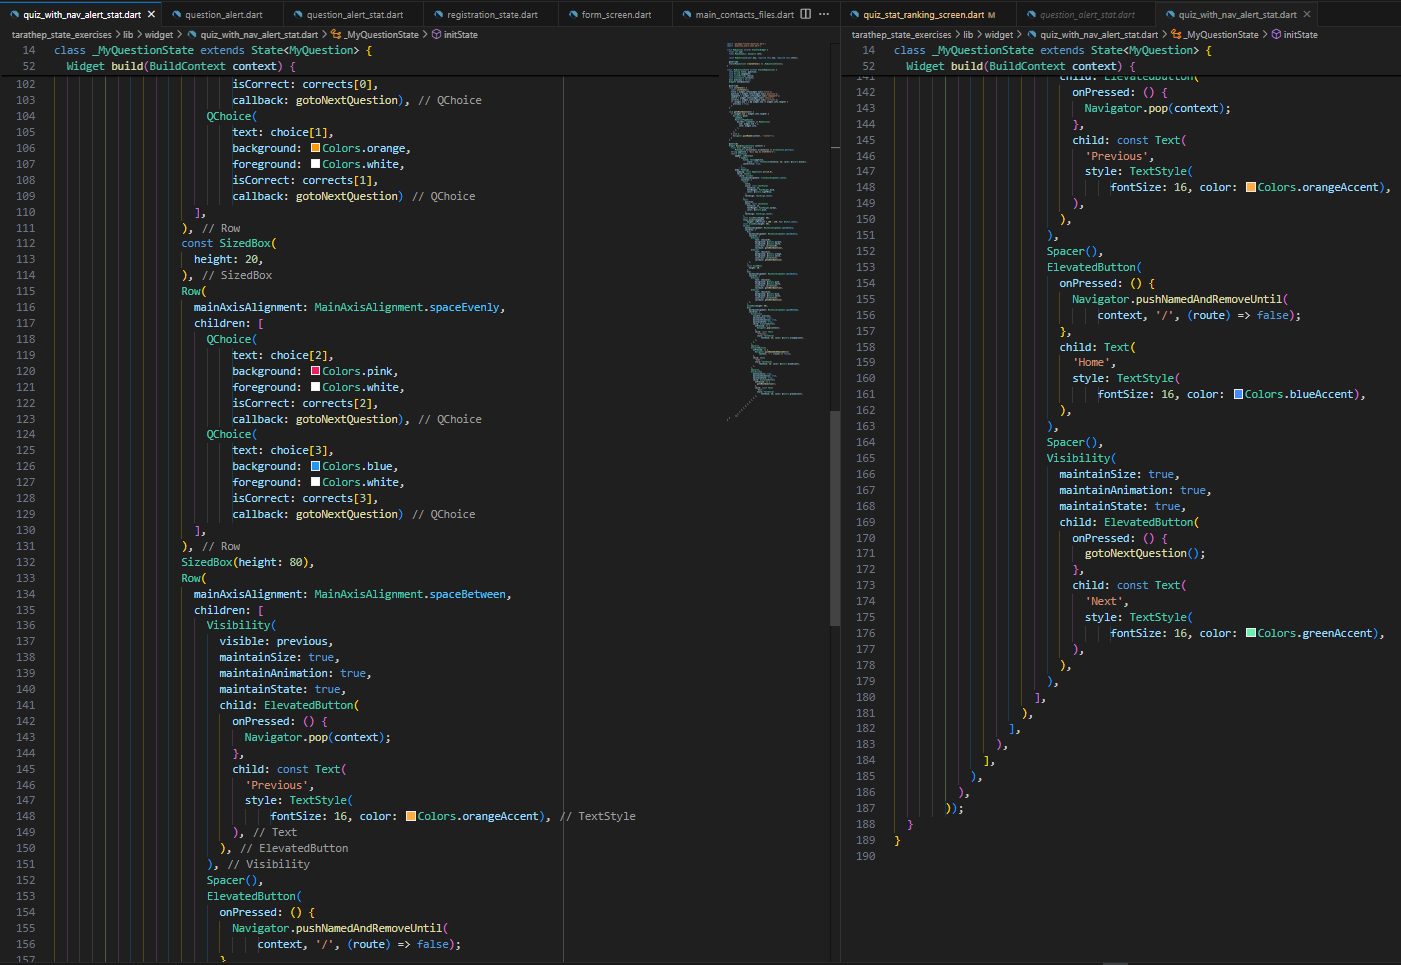 quiz_with_nav_alert_stat.dart
question_alert.dart
question_alert_stat.dart
registration_state.dart
form_screen.dart
main_contacts_files.dart
tarathep_state_exercises > lib > widget > quiz_with_nav_alert_stat.dart > _MyQuestionState > initState
14 class _MyQuestionState extends State<MyQuestion> {
52 Widget build(BuildContext context) {
102 isCorrect: corrects[0],
103 callback: gotoNextQuestion), // QChoice
104 QChoice(
105 text: choice[1],
106 background: Colors.orange,
107 foreground: Colors.white,
108 isCorrect: corrects[1],
109 callback: gotoNextQuestion) // QChoice
110 ],
111 ), // Row
112 const SizedBox(
113 height: 20,
114 ), // SizedBox
115 Row(
116 mainAxisAlignment: MainAxisAlignment.spaceEvenly,
117 children: [
118 QChoice(
119 text: choice[2],
120 background: Colors.pink,
121 foreground: Colors.white,
122 isCorrect: corrects[2],
123 callback: gotoNextQuestion), // QChoice
124 QChoice(
125 text: choice[3],
126 background: Colors.blue,
127 foreground: Colors.white,
128 isCorrect: corrects[3],
129 callback: gotoNextQuestion) // QChoice
130 ],
131 ), // Row
132 SizedBox(height: 80),
133 Row(
134 mainAxisAlignment: MainAxisAlignment.spaceBetween,
135 children: [
136 Visibility(
137 visible: previous,
138 maintainSize: true,
139 maintainAnimation: true,
140 maintainState: true,
141 child: ElevatedButton(
142 onPressed: () {
143 Navigator.pop(context);
144 },
145 child: const Text(
146 'Previous',
147 style: TextStyle(
148 fontSize: 16, color: Colors.orangeAccent), // TextStyle
149 ), // Text
150 ), // ElevatedButton
151 ), // Visibility
152 Spacer(),
153 ElevatedButton(
154 onPressed: () {
155 Navigator.pushNamedAndRemoveUntil(
156 context, '/', (route) => false);
157 }
quiz_stat_ranking_screen.dart M
question_alert_stat.dart
quiz_with_nav_alert_stat.dart
tarathep_state_exercises > lib > widget > quiz_with_nav_alert_stat.dart > _MyQuestionState > initState
14 class _MyQuestionState extends State<MyQuestion> {
52 Widget build(BuildContext context) {
141 child: ElevatedButton(
142 onPressed: () {
143 Navigator.pop(context);
144 },
145 child: const Text(
146 'Previous',
147 style: TextStyle(
148 fontSize: 16, color: Colors.orangeAccent),
149 ),
150 ),
151 ),
152 Spacer(),
153 ElevatedButton(
154 onPressed: () {
155 Navigator.pushNamedAndRemoveUntil(
156 context, '/', (route) => false);
157 },
158 child: Text(
159 'Home',
160 style: TextStyle(
161 fontSize: 16, color: Colors.blueAccent),
162 ),
163 ),
164 Spacer(),
165 Visibility(
166 maintainSize: true,
167 maintainAnimation: true,
168 maintainState: true,
169 child: ElevatedButton(
170 onPressed: () {
171 gotoNextQuestion();
172 },
173 child: const Text(
174 'Next',
175 style: TextStyle(
176 fontSize: 16, color: Colors.greenAccent),
177 ),
178 ),
179 ),
180 ],
181 ),
182 ],
183 ),
184 ],
185 ),
186 ),
187 ));
188 }
189 }
190